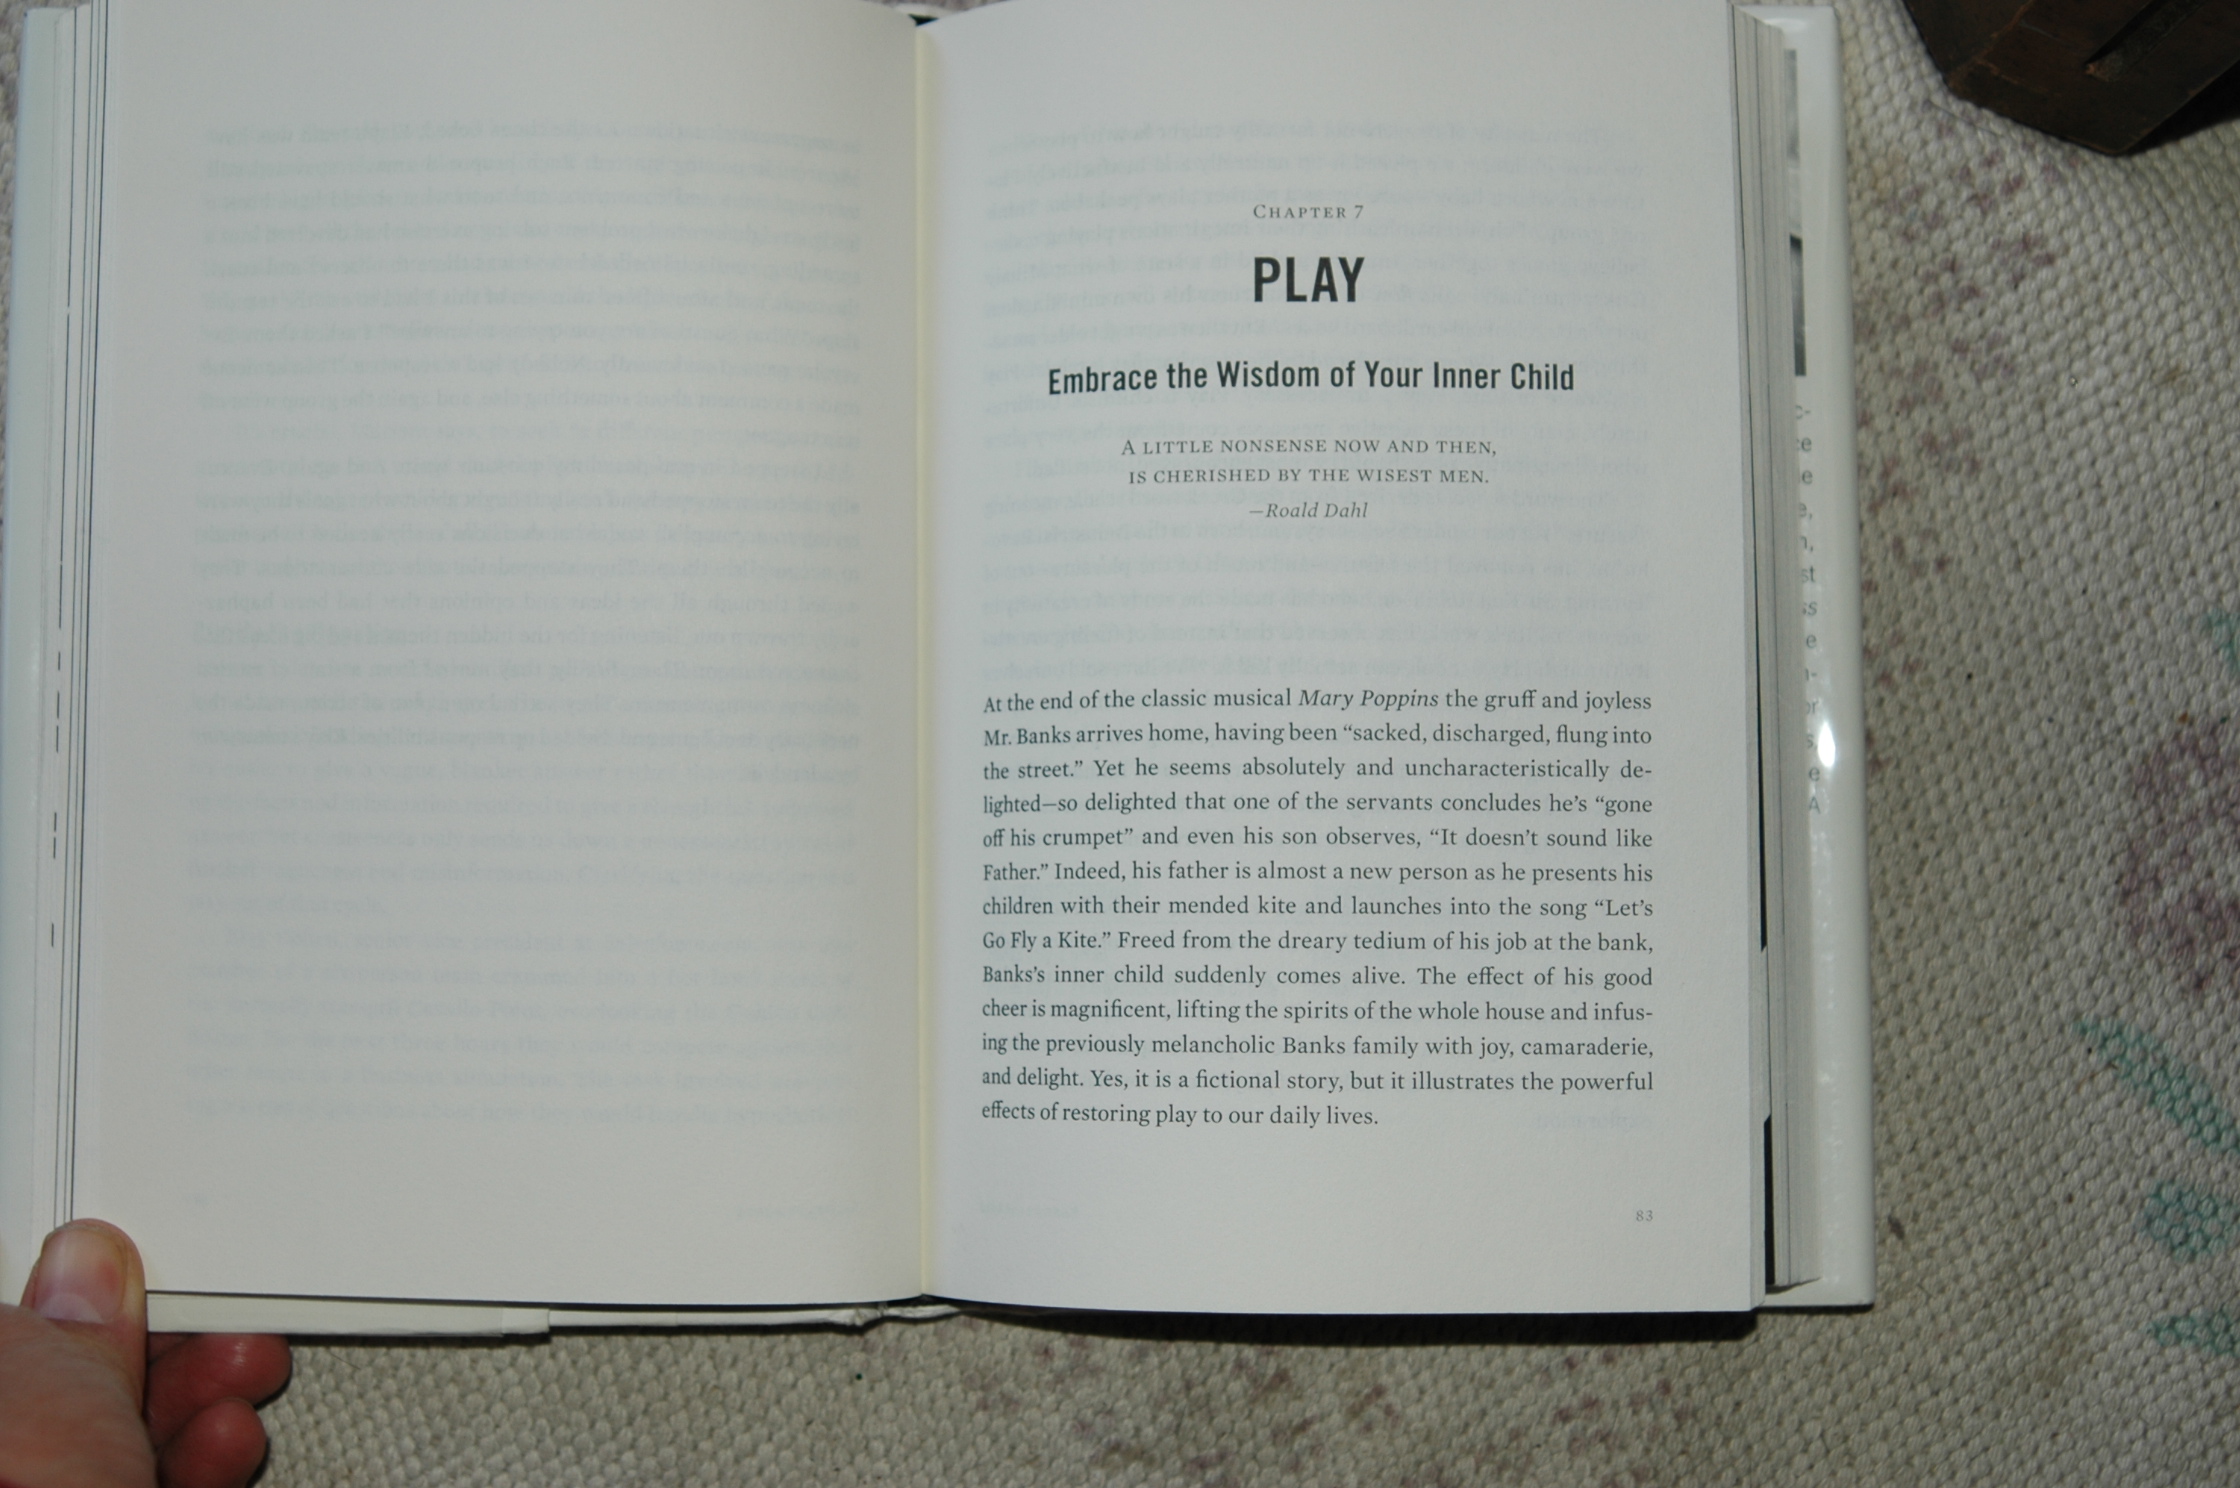 CHAPTER 7
PLAY
Embrace the Wisdom of Your Inner Child
A LITTLE NONSENSE NOW AND THEN,
IS CHERISHED BY THE WISEST MEN.
—Roald Dahl
At the end of the classic musical Mary Poppins the gruff and joyless
Mr. Banks arrives home, having been “sacked, discharged, flung into
the street.” Yet he seems absolutely and uncharacteristically de-
lighted—so delighted that one of the servants concludes he’s “gone
off his crumpet” and even his son observes, “It doesn’t sound like
Father.” Indeed, his father is almost a new person as he presents his
children with their mended kite and launches into the song “Let’s
Go Fly a Kite.” Freed from the dreary tedium of his job at the bank,
Banks’s inner child suddenly comes alive. The effect of his good
cheer is magnificent, lifting the spirits of the whole house and infus-
ing the previously melancholic Banks family with joy, camaraderie,
and delight. Yes, it is a fictional story, but it illustrates the powerful
effects of restoring play to our daily lives.
83